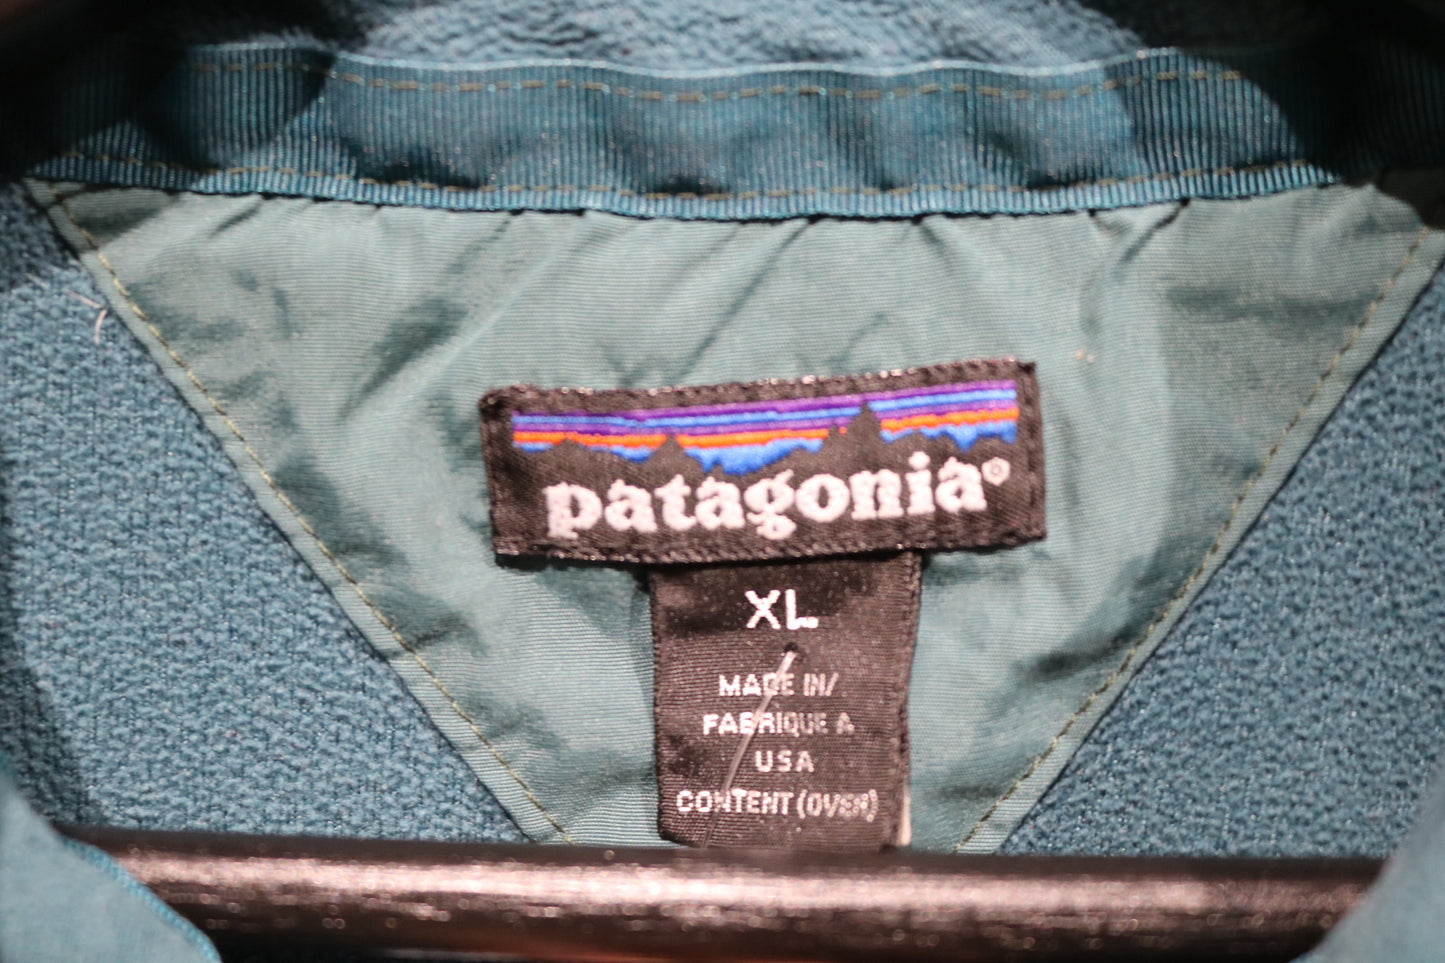 patagonia®
XL
MADE IN/
FABRIQUE A
USA
CONTENT (OVER)